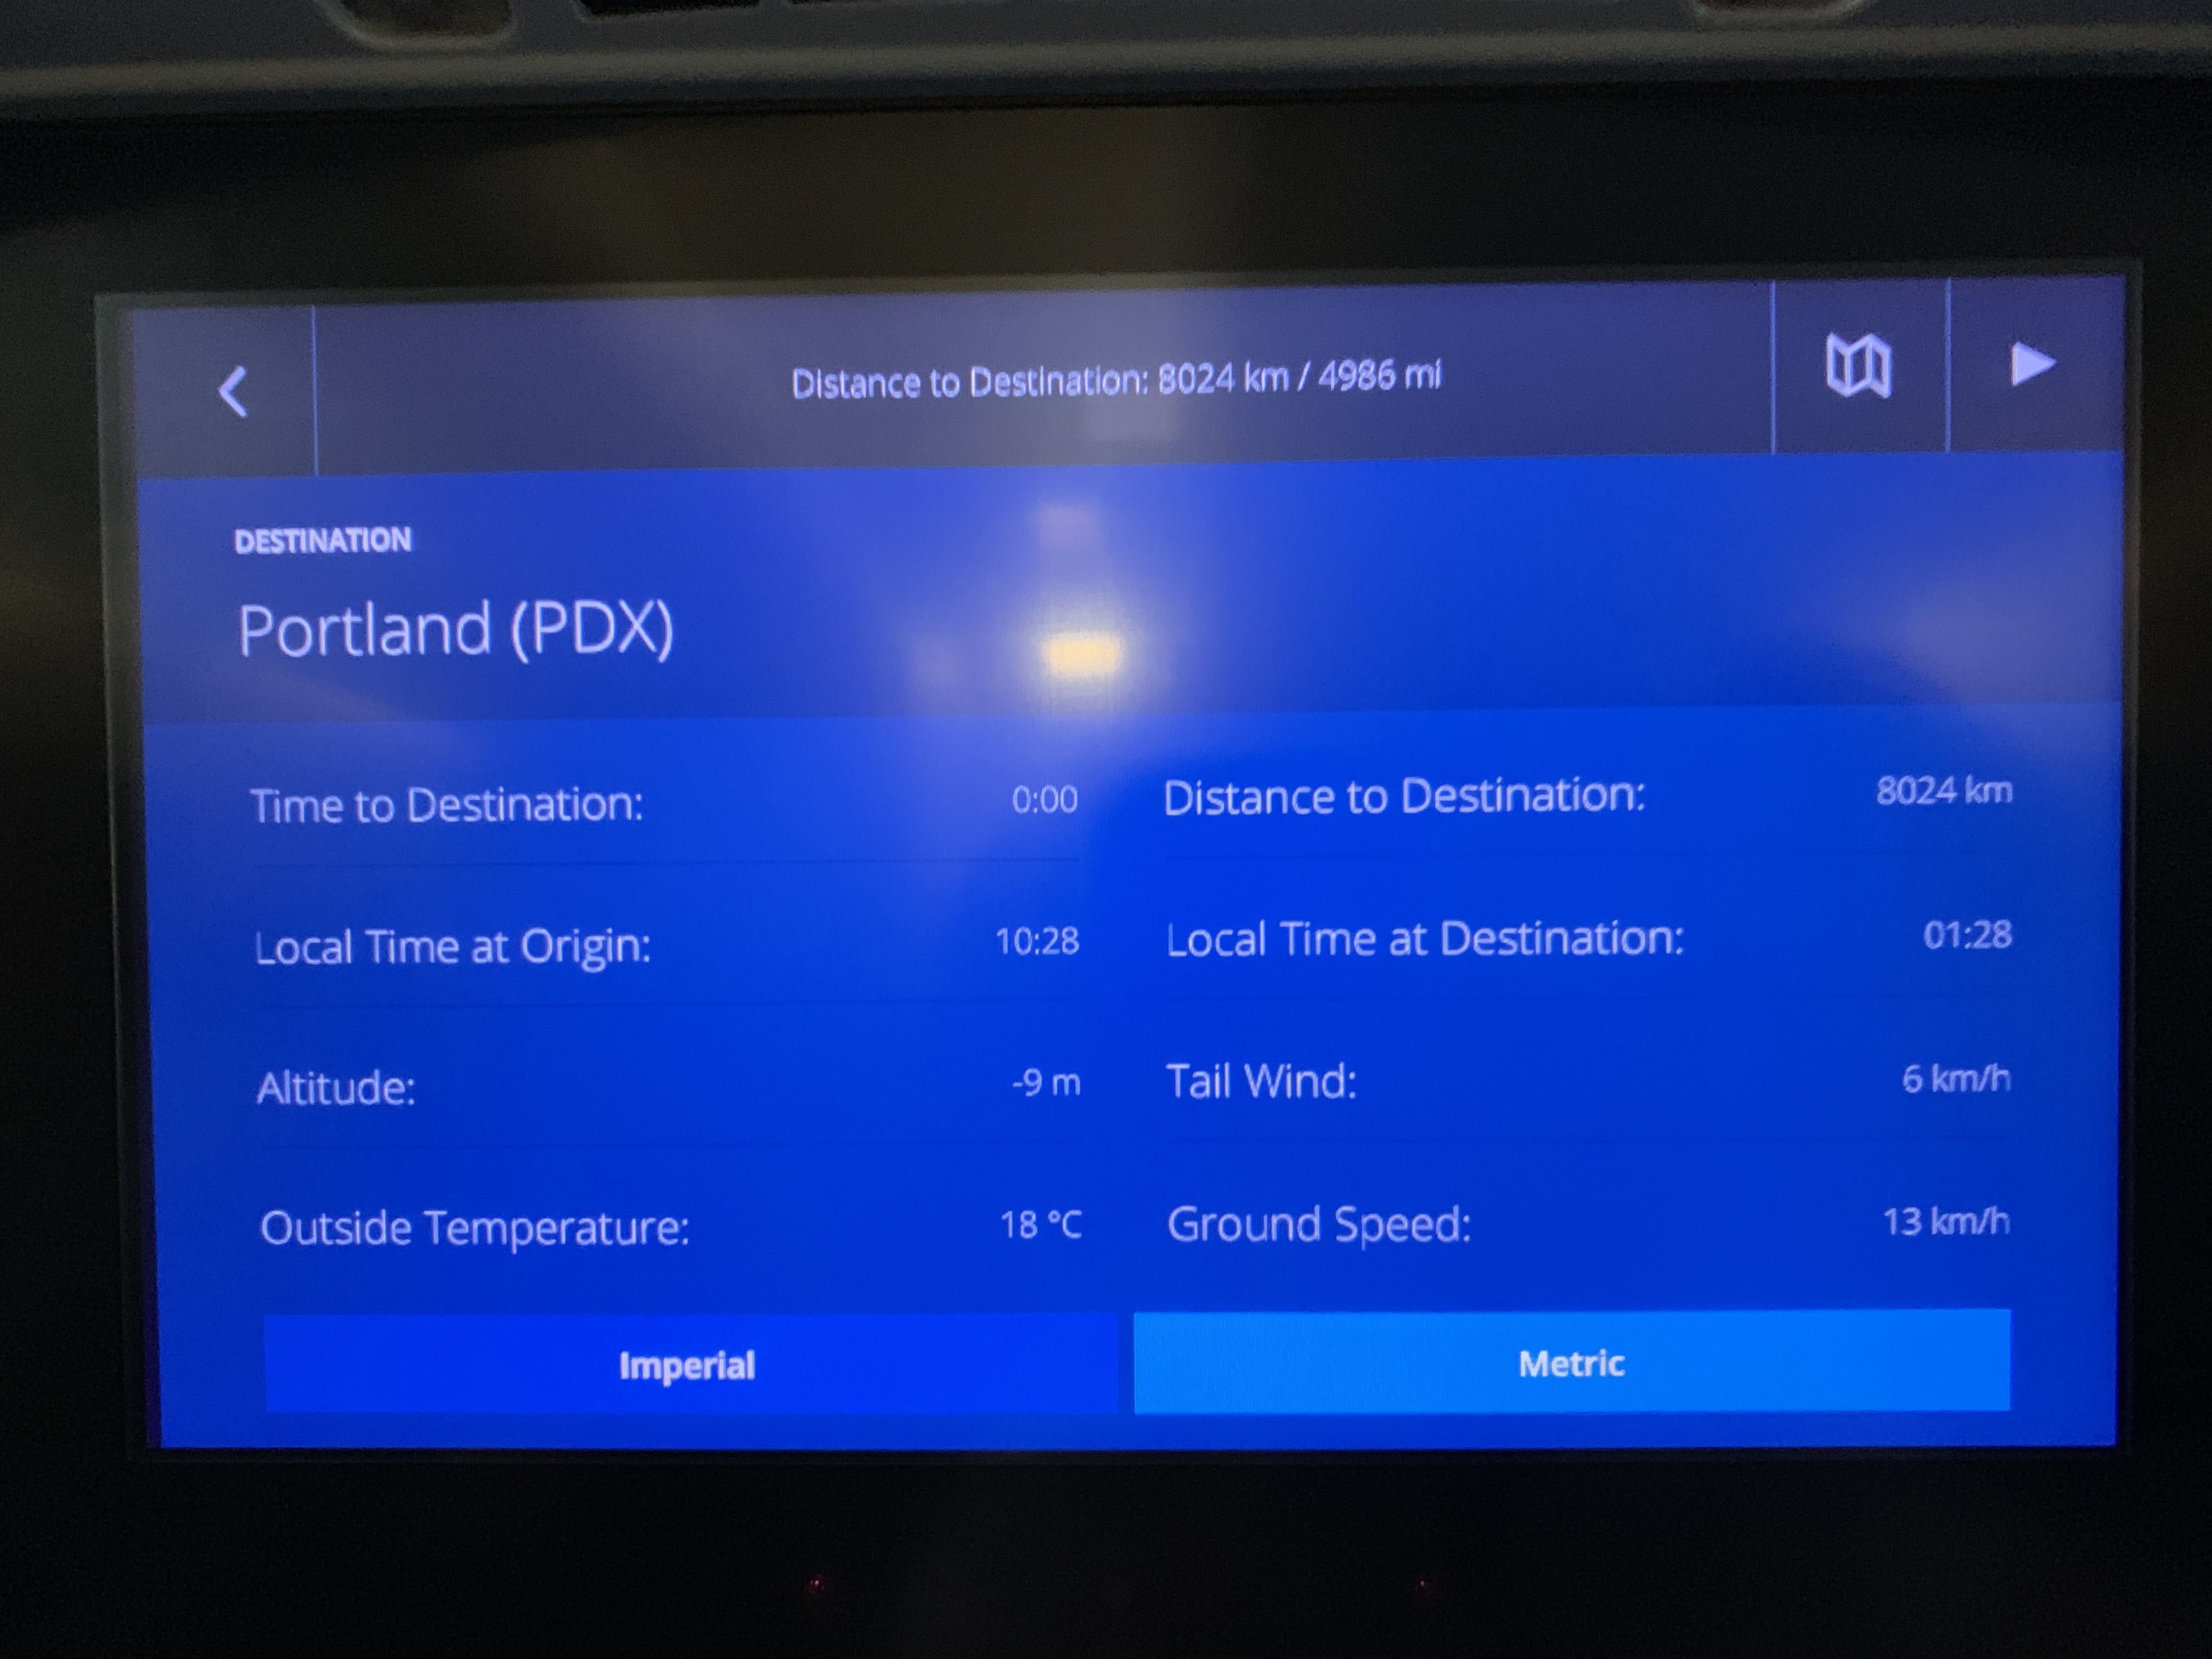 Distance to Destination: 8024 km / 4986 mi
DESTINATION
Portland (PDX)
Time to Destination: 0:00
Distance to Destination: 8024 km
Local Time at Origin: 10:28
Local Time at Destination: 01:28
Altitude: -9 m
Tail Wind: 6 km/h
Outside Temperature: 18 °C
Ground Speed: 13 km/h
Imperial
Metric